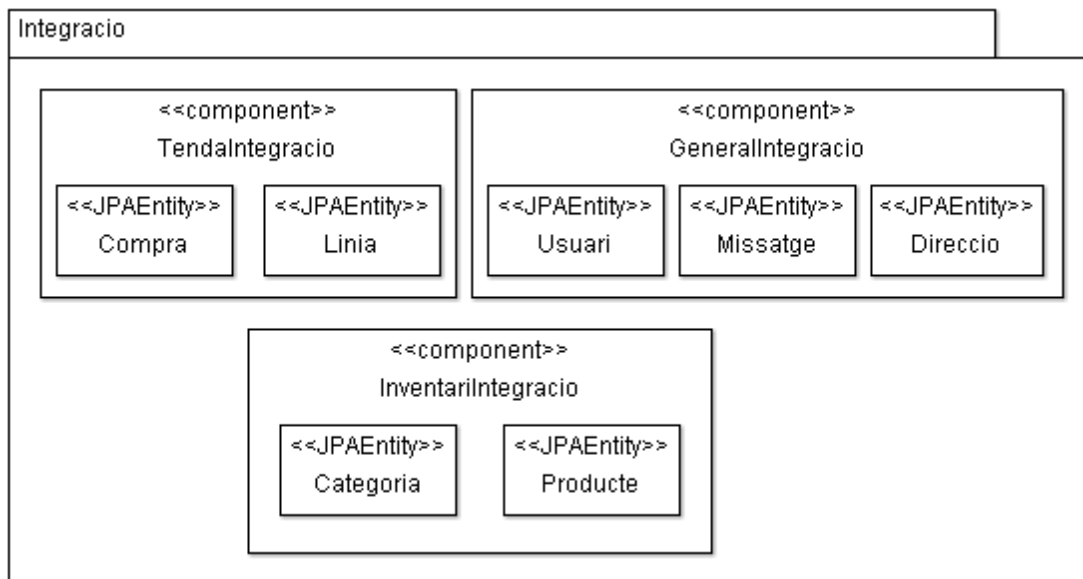 Integracio
<<component>>
TendaIntegracio
<<JPAEntity>>
Compra
<<JPAEntity>>
Linia
<<component>>
GeneralIntegracio
<<JPAEntity>>
Usuari
<<JPAEntity>>
Missatge
<<JPAEntity>>
Direccio
<<component>>
InventariIntegracio
<<JPAEntity>>
Categoria
<<JPAEntity>>
Producte